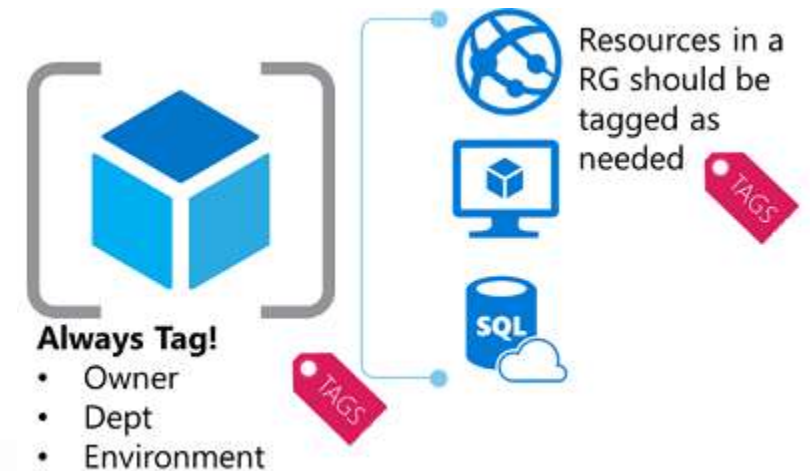 Resources in a
RG should be
tagged as
needed
TAGS
SQL
Always Tag!
• Owner
• Dept
• Environment
TAGS